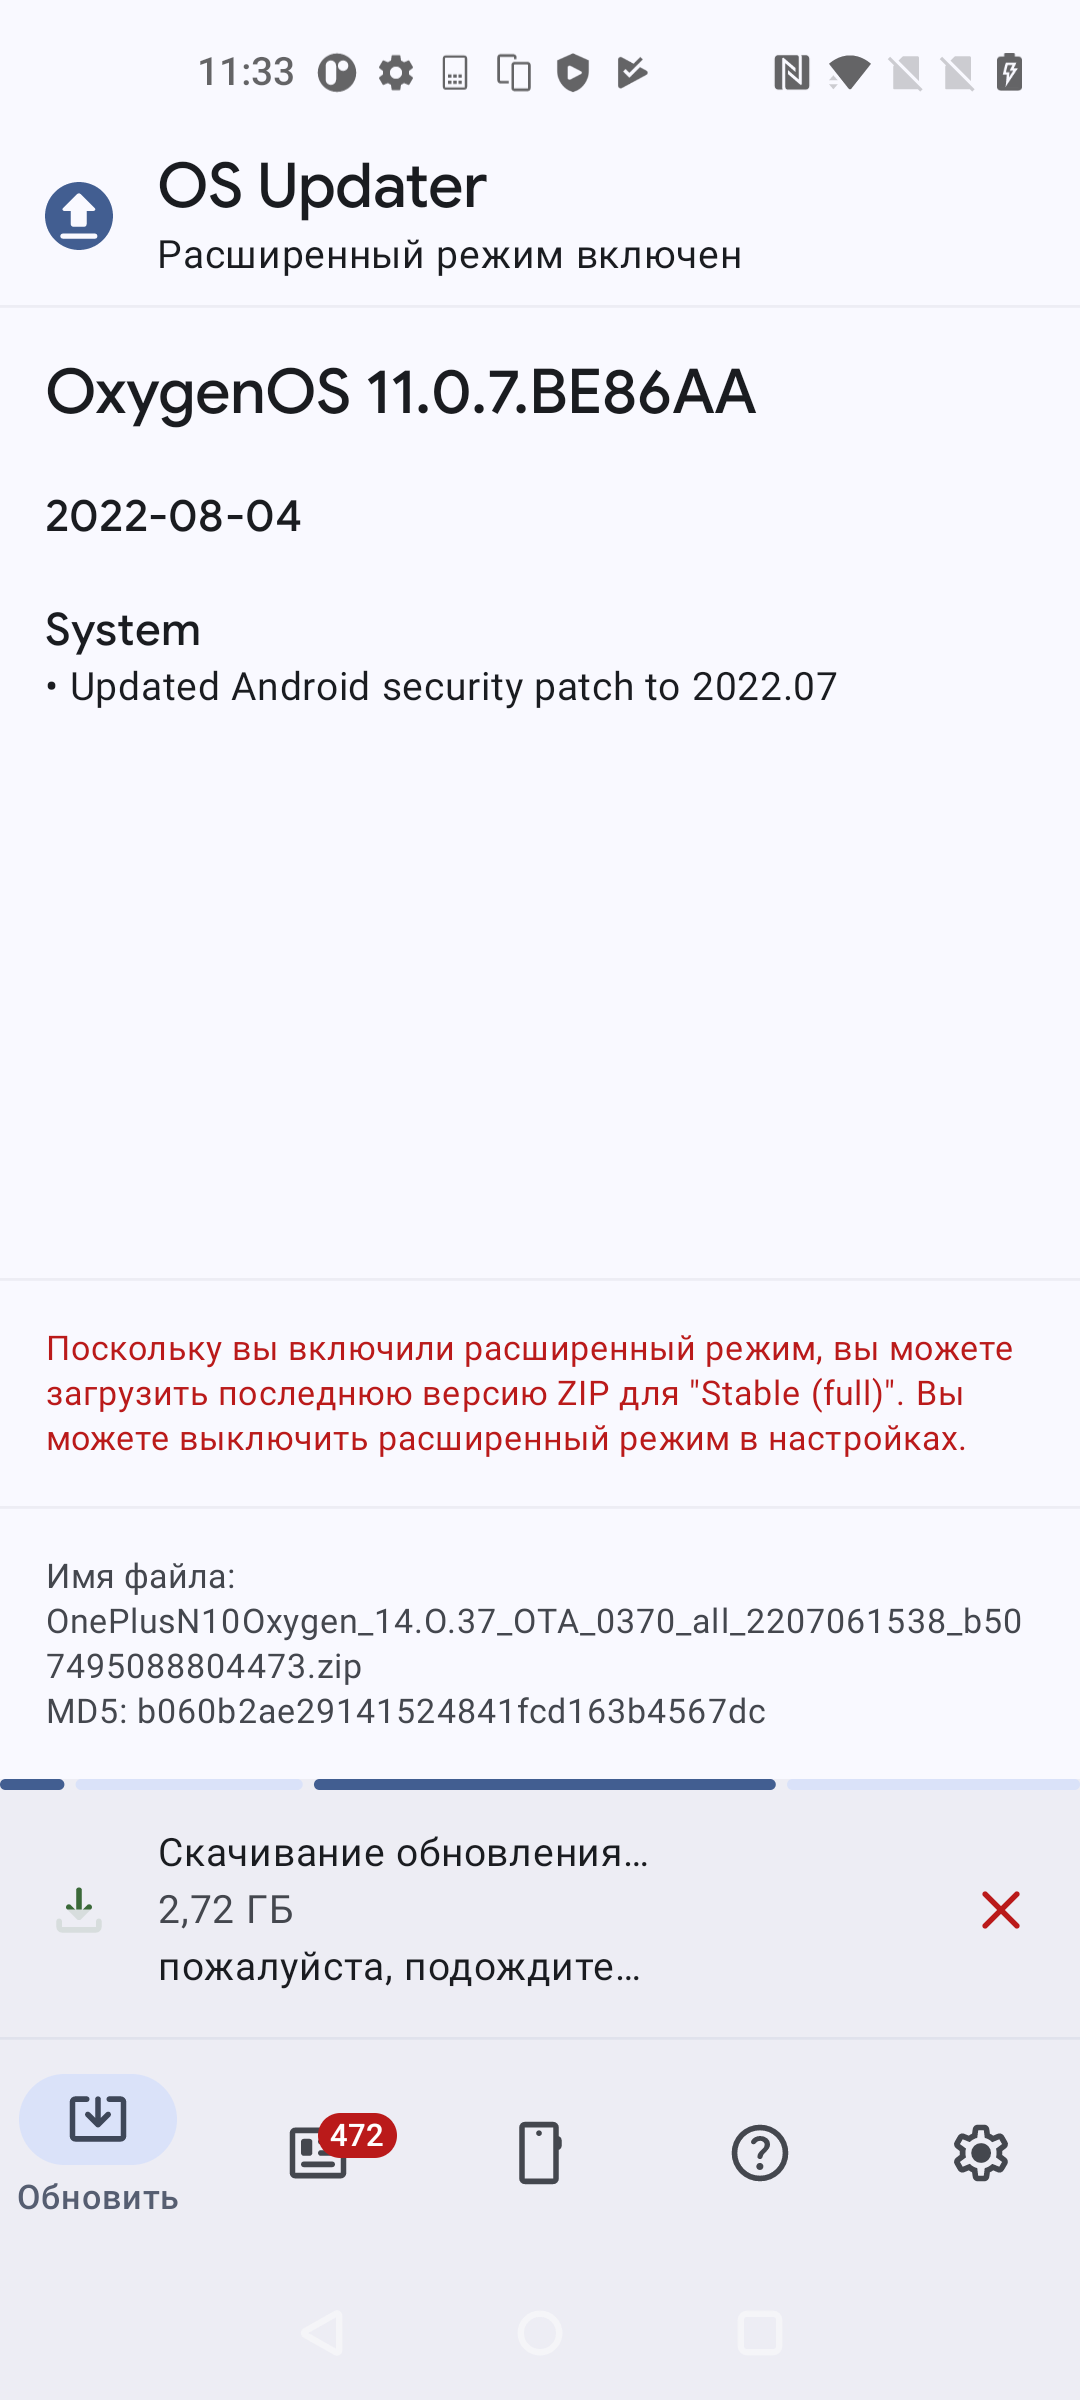 11:33
OS Updater
Расширенный режим включен
OxygenOS 11.0.7.BE86AA
2022-08-04
System
• Updated Android security patch to 2022.07
Поскольку вы включили расширенный режим, вы можете
загрузить последнюю версию ZIP для "Stable (full)". Вы
можете выключить расширенный режим в настройках.
Имя файла:
OnePlusN10Oxygen_14.O.37_OTA_0370_all_2207061538_b50
7495088804473.zip
MD5: b060b2ae29141524841fcd163b4567dc
Скачивание обновления…
2,72 ГБ
пожалуйста, подождите…
472
Обновить